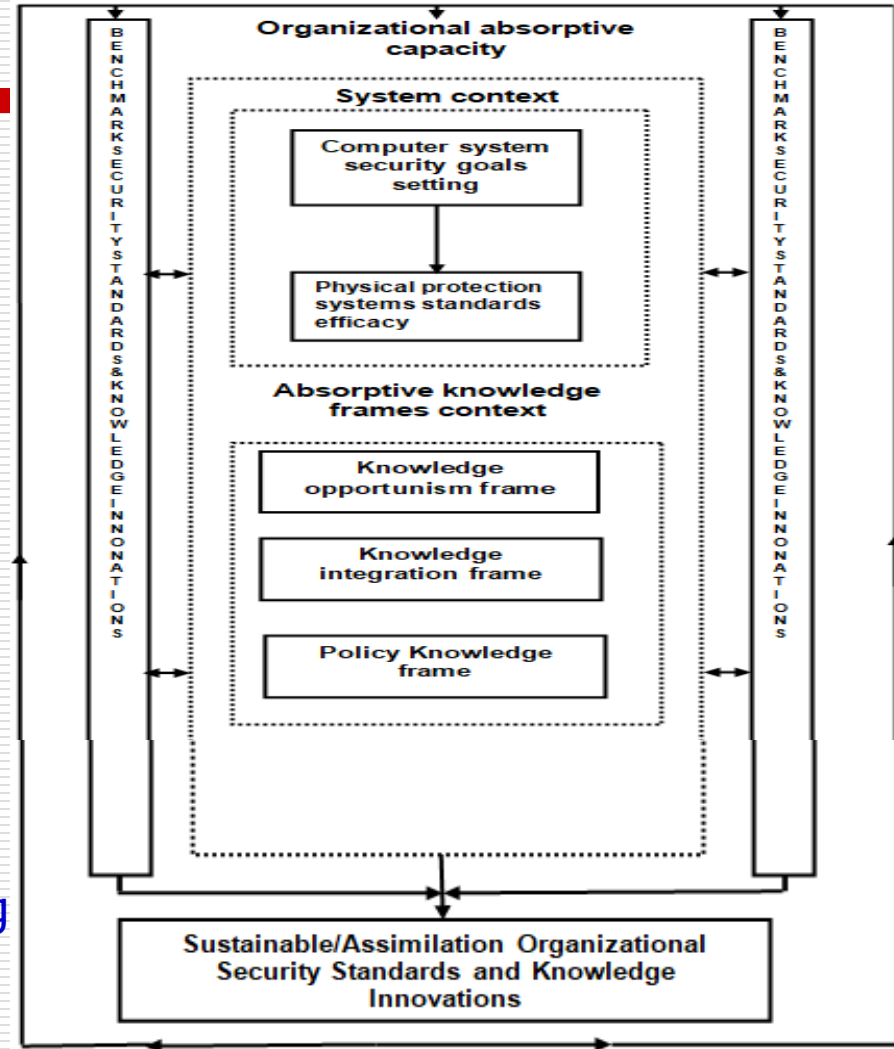 Organizational absorptive
capacity
BENCHMARKSECURITYSTANDARDS&KNOWLEDGEINNONATIONS
System context
Computer system
security goals
setting
Physical protection
systems standards
efficacy
Absorptive knowledge
frames context
Knowledge
opportunism frame
Knowledge
integration frame
Policy Knowledge
frame
BENCHMARKSECURITYSTANDARDS&KNOWLEDGEINNONATIONS
Sustainable/Assimilation Organizational
Security Standards and Knowledge
Innovations